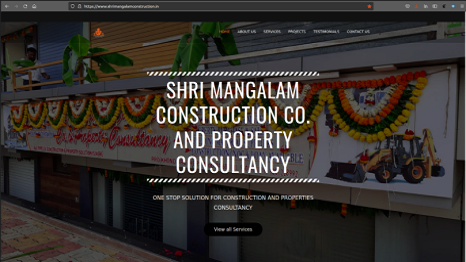 https://www.shrimangalamconstruction.in
HOME ABOUT US SERVICES PROJECTS TESTIMONIALS CONTACT US
SHRI MANGALAM
CONSTRUCTION CO.
AND PROPERTY
CONSULTANCY
ONE STOP SOLUTION FOR CONSTRUCTION AND PROPERTIES
CONSULTANCY
View all Services